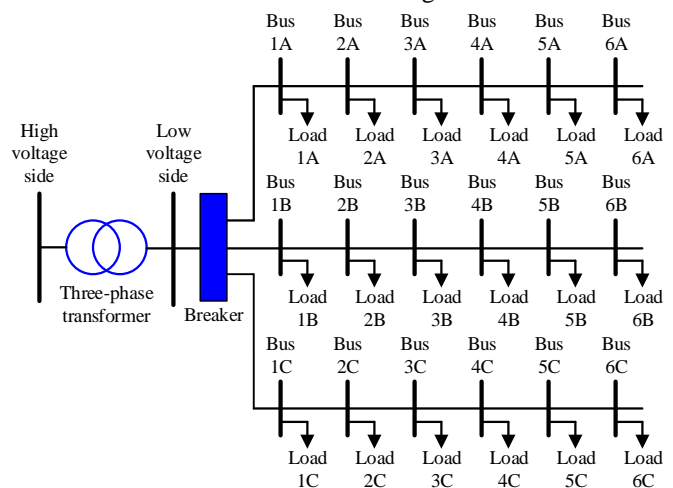 Bus
1A
Bus
2A
Bus
3A
Bus
4A
Bus
5A
Bus
6A
Load
1A
Load
2A
Load
3A
Load
4A
Load
5A
Load
6A
High
voltage
side
Low
voltage
side
Three-phase
transformer
Breaker
Bus
1B
Bus
2B
Bus
3B
Bus
4B
Bus
5B
Bus
6B
Load
1B
Load
2B
Load
3B
Load
4B
Load
5B
Load
6B
Bus
1C
Bus
2C
Bus
3C
Bus
4C
Bus
5C
Bus
6C
Load
1C
Load
2C
Load
3C
Load
4C
Load
5C
Load
6C